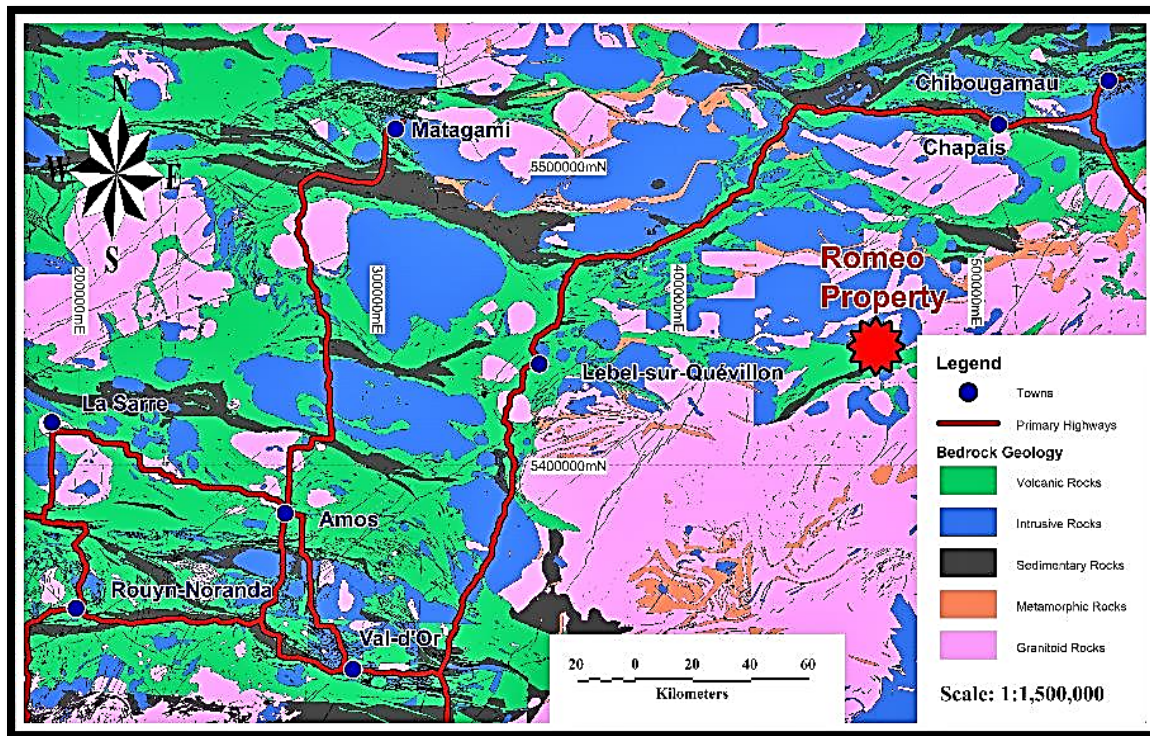 N
Chibougamau
Matagami
Chapais
W
E
5500000mN
S
Romeo
Property
200000mE
300000mE
400000mE
500000mE
Legend
Lebel-sur-Quévillon
Towns
La Sarre
Primary Highways
Bedrock Geology
5400000mN
Volcanic Rocks
Amos
Intrusive Rocks
Sedimentary Rocks
Rouyn-Noranda
Metamorphic Rocks
Val-d'Or
Granitoid Rocks
20 0 20 40 60
Kilometers
Scale: 1:1,500,000